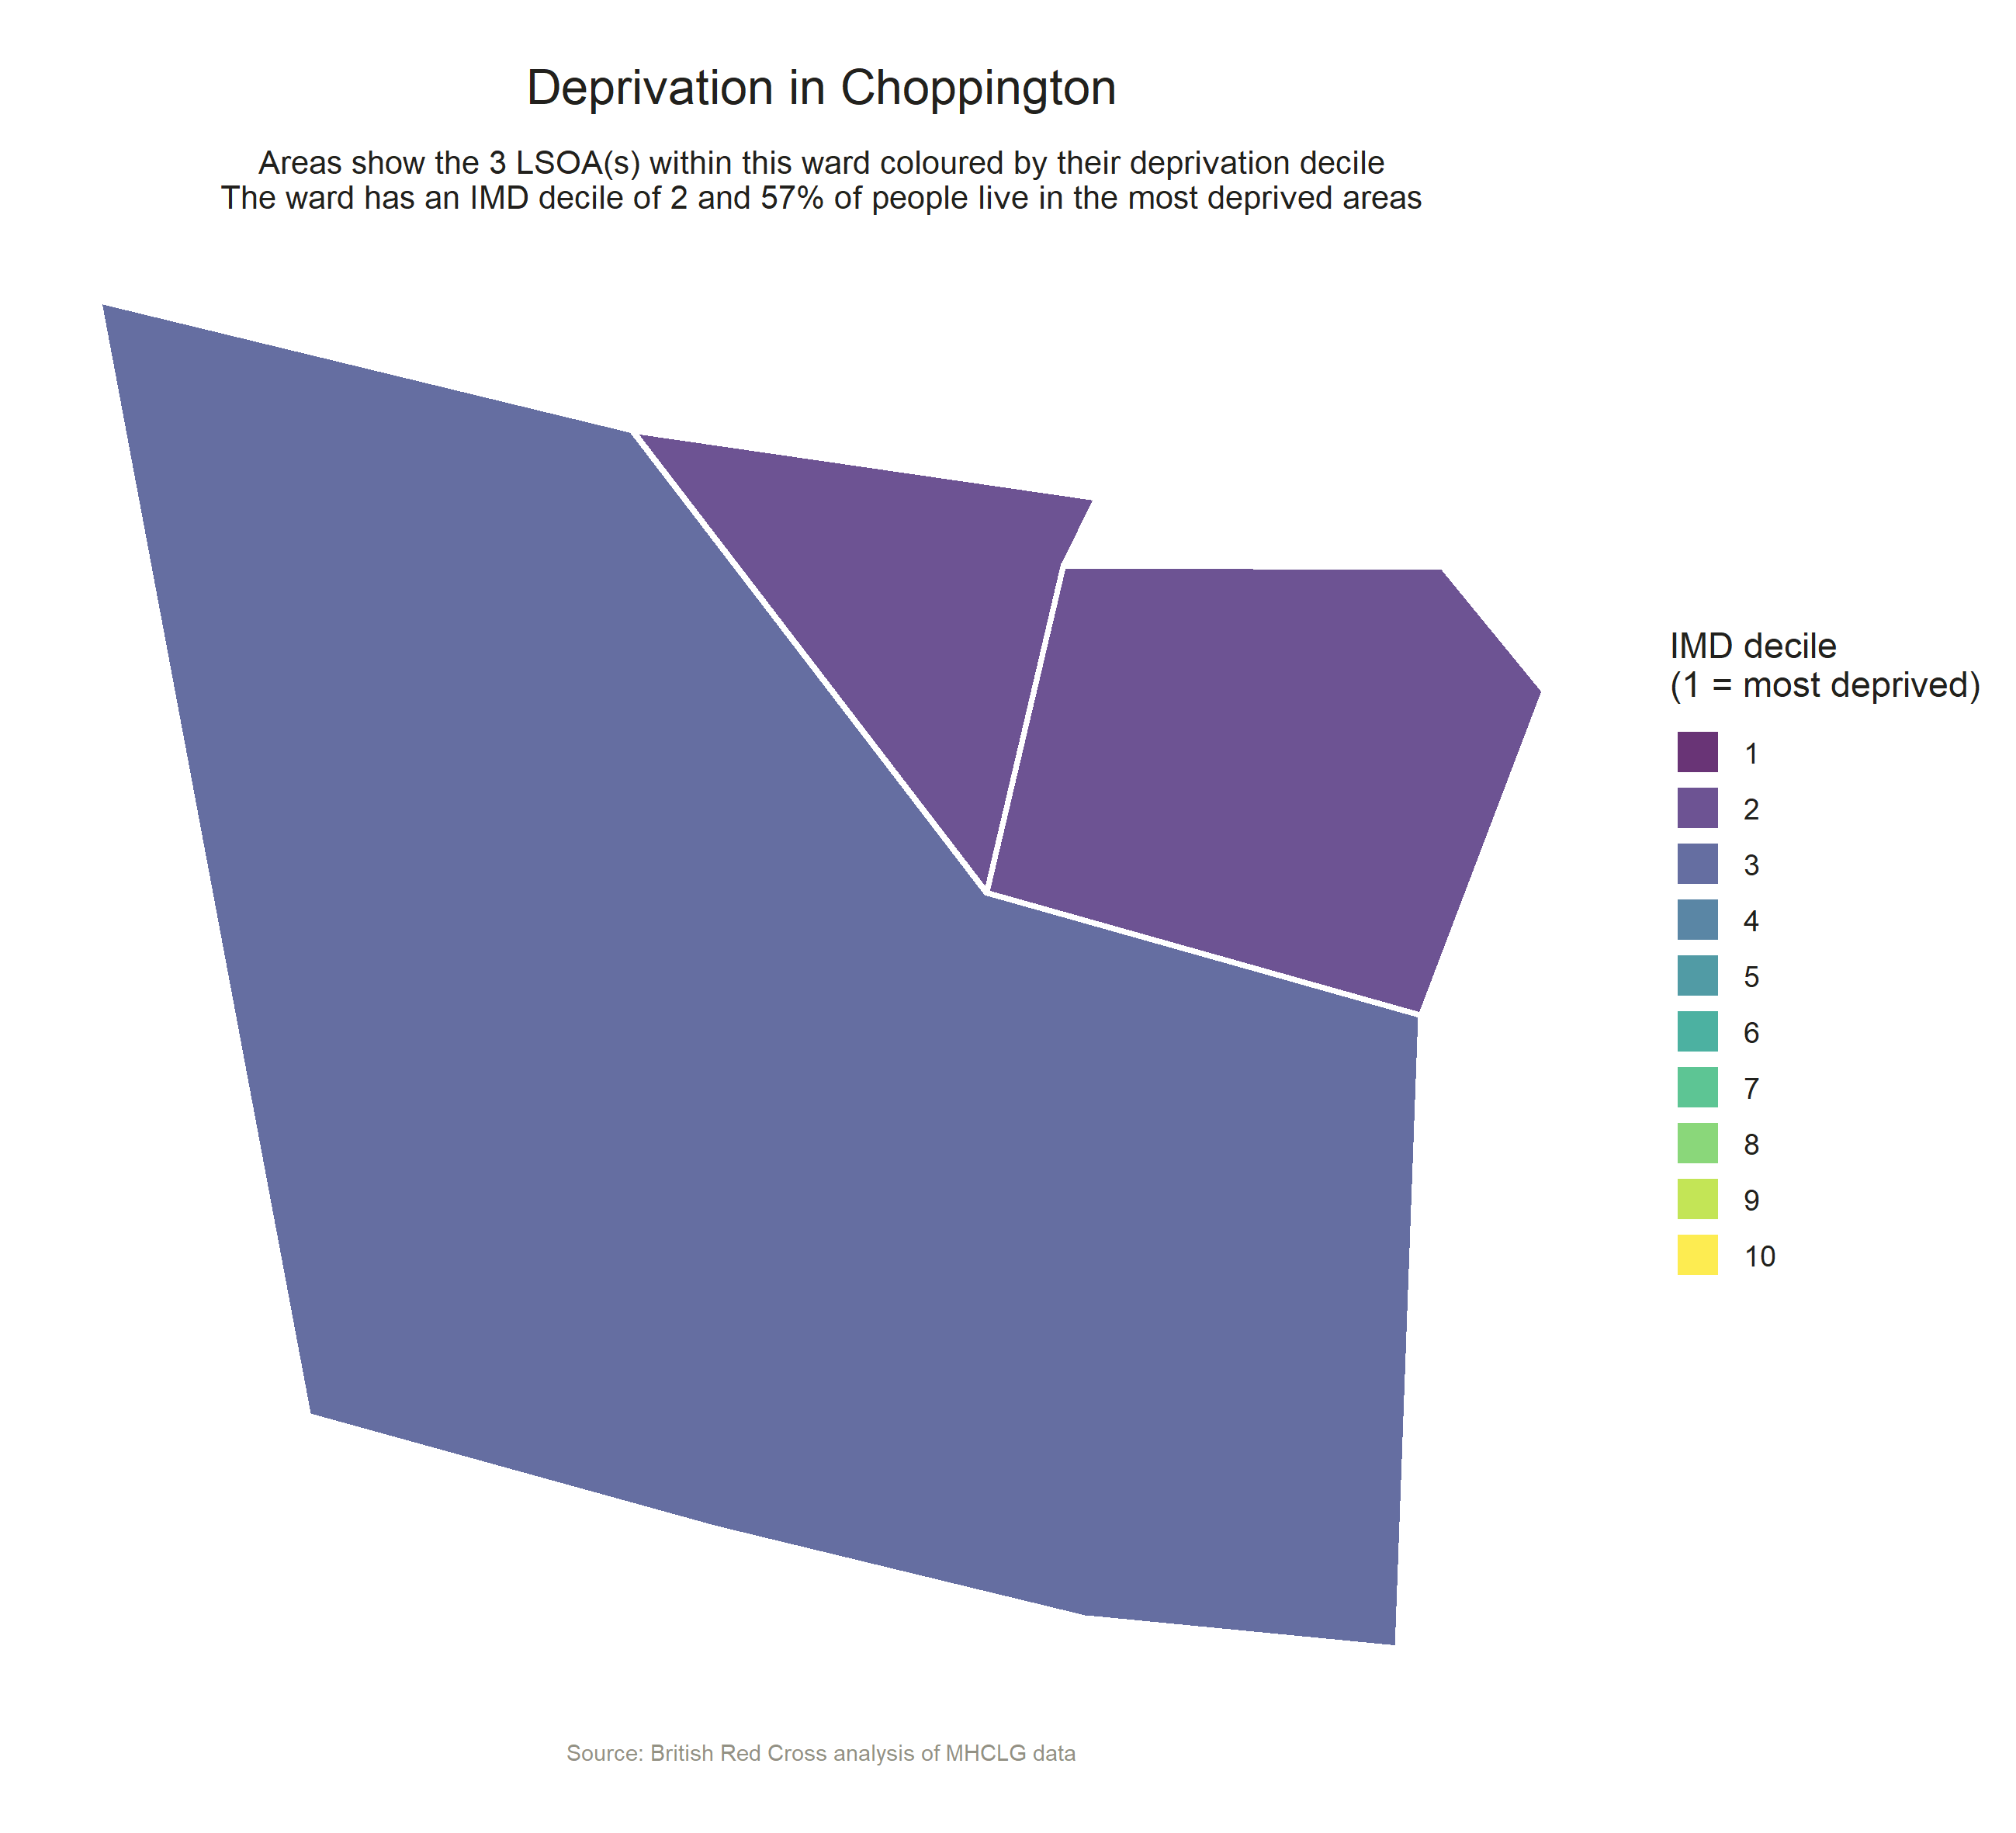 Deprivation in Choppington
Areas show the 3 LSOA(s) within this ward coloured by their deprivation decile
The ward has an IMD decile of 2 and 57% of people live in the most deprived areas
IMD decile
(1 = most deprived)
1
2
3
4
5
6
7
8
9
10
Source: British Red Cross analysis of MHCLG data